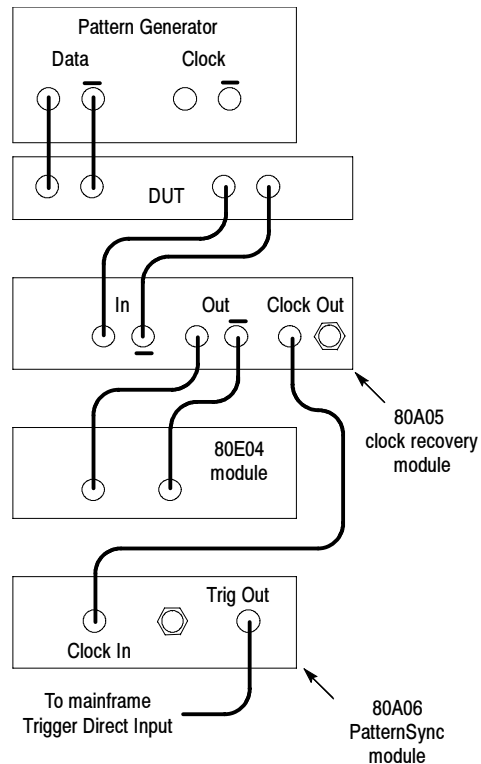 Pattern Generator
Data Clock
DUT
In Out Clock Out
80A05
clock recovery
module
80E04
module
Trig Out
Clock In
To mainframe
Trigger Direct Input
80A06
PatternSync
module